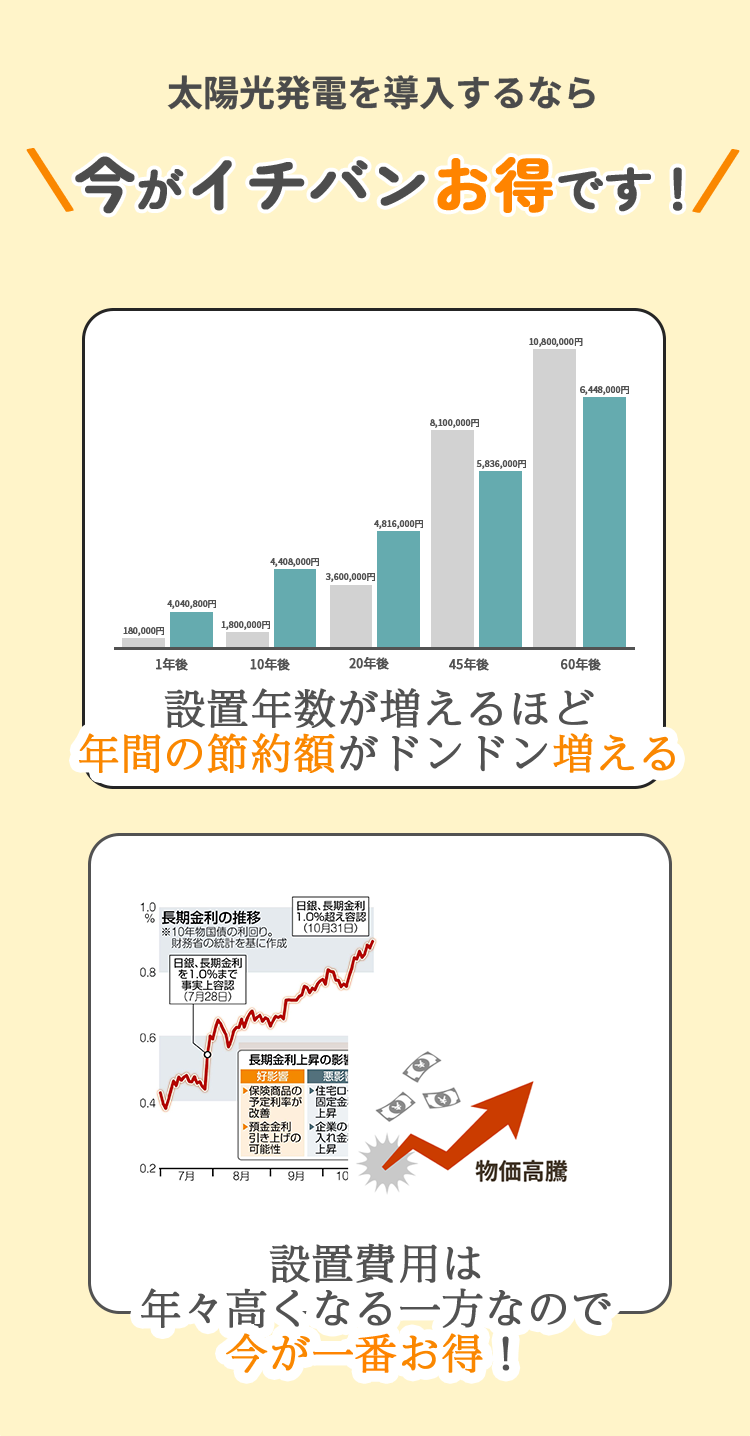 太陽光発電を導入するなら
今がイチバンお得です！
10,800,000円
6,448,000円
8,100,000円
5,836,000円
4,816,000円
3,600,000円
4,408,000円
1,800,000円
4,040,800円
180,000円
1年後 10年後 20年後 45年後 60年後
設置年数が増えるほど
年間の節約額がドンドン増える
1.0
%
長期金利の推移
※10年物国債の利回り。
財務省の統計を基に作成
日銀、長期金利
1.0%超え容認
(10月31日)
日銀、長期金利
を1.0%まで
事実上容認
(7月28日)
0.8
0.6
0.4
0.2
長期金利上昇の影響
好影響
保険商品の
予定利率が
改善
預金金利
引き上げの
可能性
悪影
住宅ロ
固定金
上昇
企業の
入れ金
上昇
7月 8月 9月 10
物価高騰
設置費用は
年々高くなる一方なので
今が一番お得！